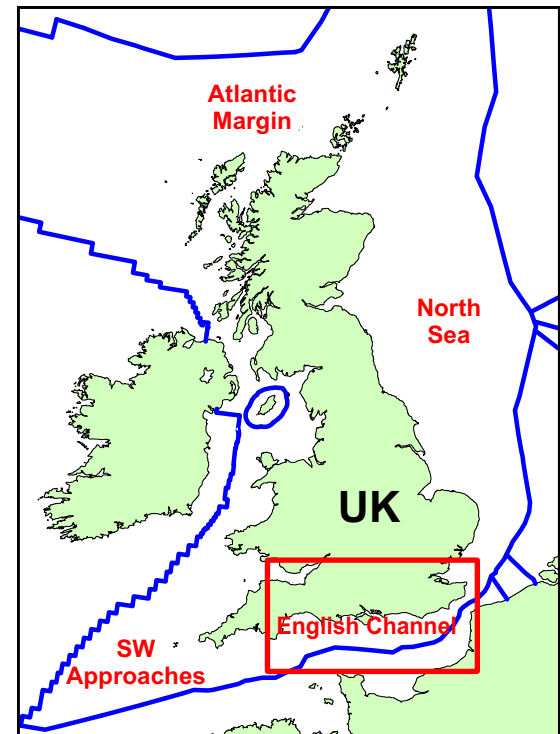 Atlantic
Margin
North
Sea
UK
English Channel
SW
Approaches